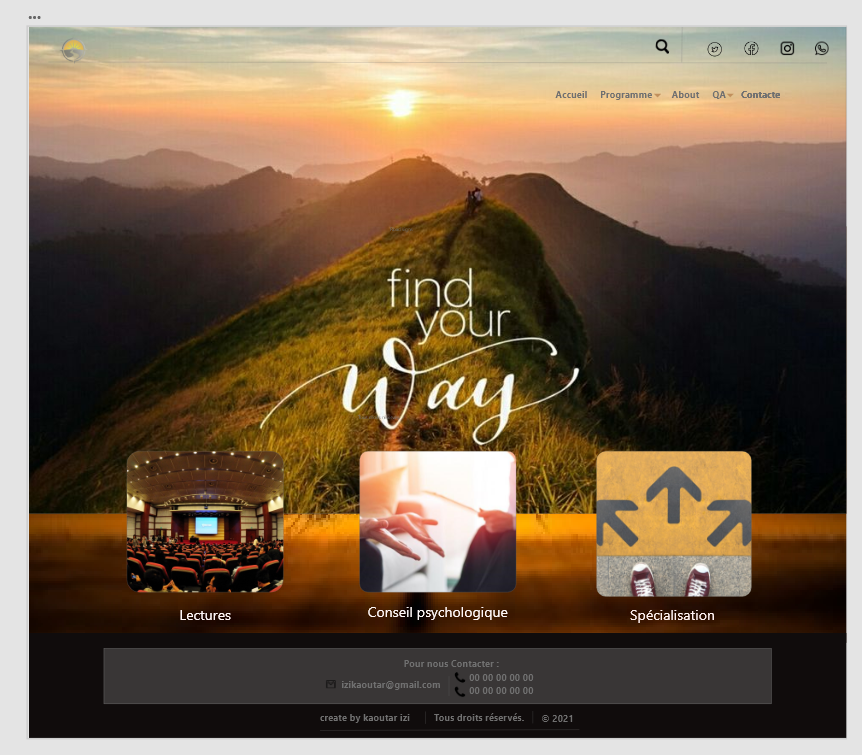 Accueil Programme About QA Contacte
find
your
Way
Lectures Conseil psychologique Spécialisation
Pour nous Contacter :
izikaoutar@gmail.com 00 00 00 00 00
00 00 00 00 00
create by kaoutar izi Tous droits réservés. © 2021